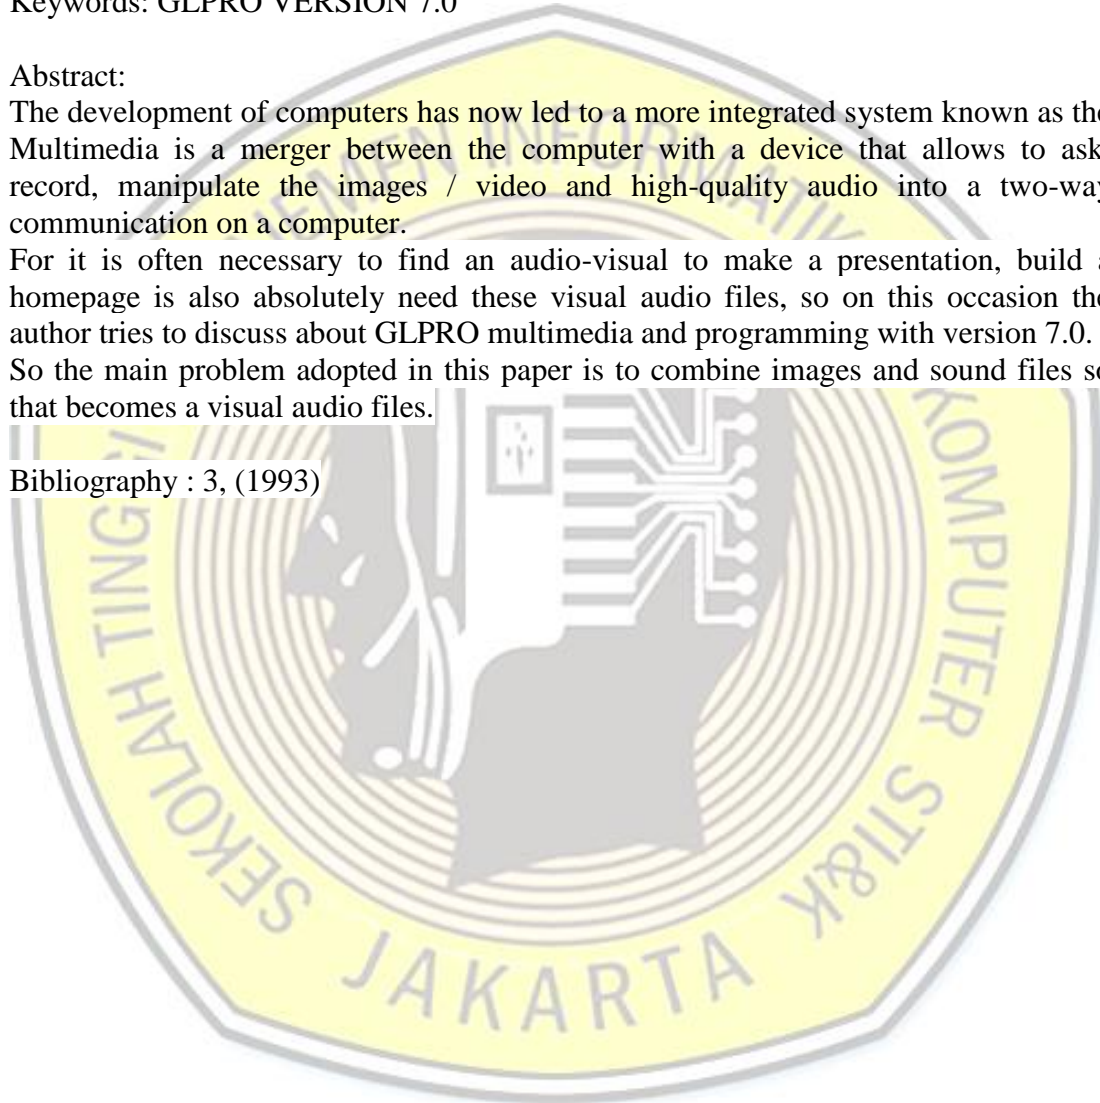 Keywords: GLPRO VERSION 7.0
Abstract:
The development of computers has now led to a more integrated system known as the
Multimedia is a merger between the computer with a device that allows to ask,
record, manipulate the images / video and high-quality audio into a two-way
communication on a computer.
For it is often necessary to find an audio-visual to make a presentation, build a
homepage is also absolutely need these visual audio files, so on this occasion the
author tries to discuss about GLPRO multimedia and programming with version 7.0.
So the main problem adopted in this paper is to combine images and sound files so
that becomes a visual audio files.
Bibliography : 3, (1993)
SEKOLAH TINGGI
KOMPUTER STI&K
JAKARTA